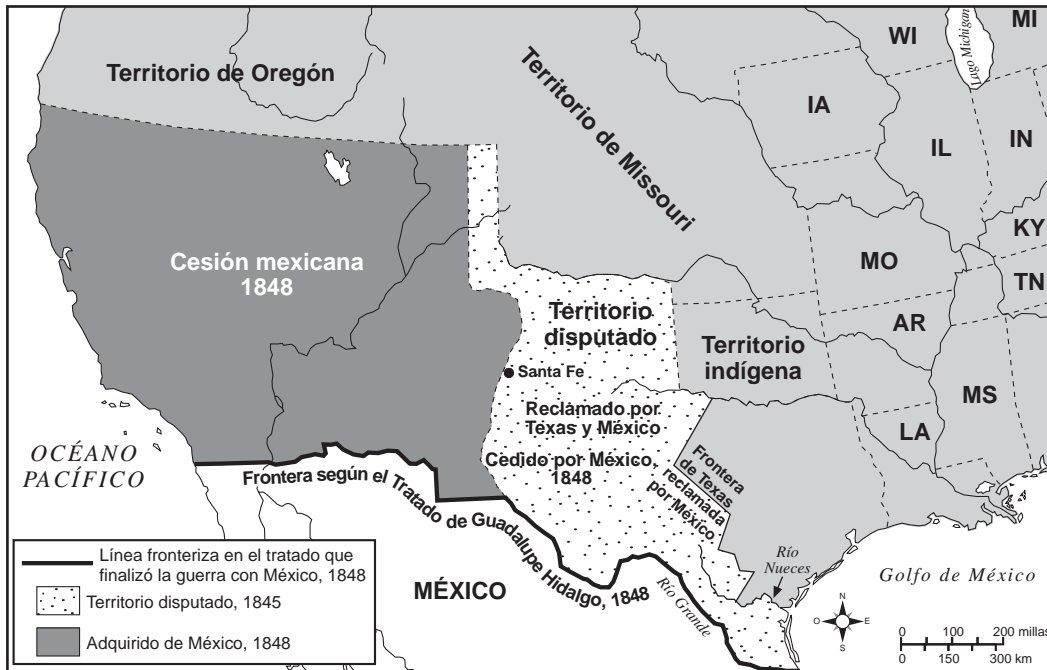 Territorio de Oregón
Territorio de Missouri
WI
Lago Michigan
MI
IA
IL
IN
KY
MO
TN
AR
MS
LA
Cesión mexicana
1848
Territorio
disputado
Santa Fe
Territorio
indígena
Reclamado por
Texas y México
Cedido por México,
1848
Frontera
de Texas
reclamada
por México
OCÉANO
PACÍFICO
Frontera según el Tratado de Guadalupe Hidalgo, 1848
MÉXICO
Río Grande
Río
Nueces
Golfo de México
Línea fronteriza en el tratado que
finalizó la guerra con México, 1848
Territorio disputado, 1845
Adquirido de México, 1848
N
O
E
S
0 100 200 millas
0 150 300 km